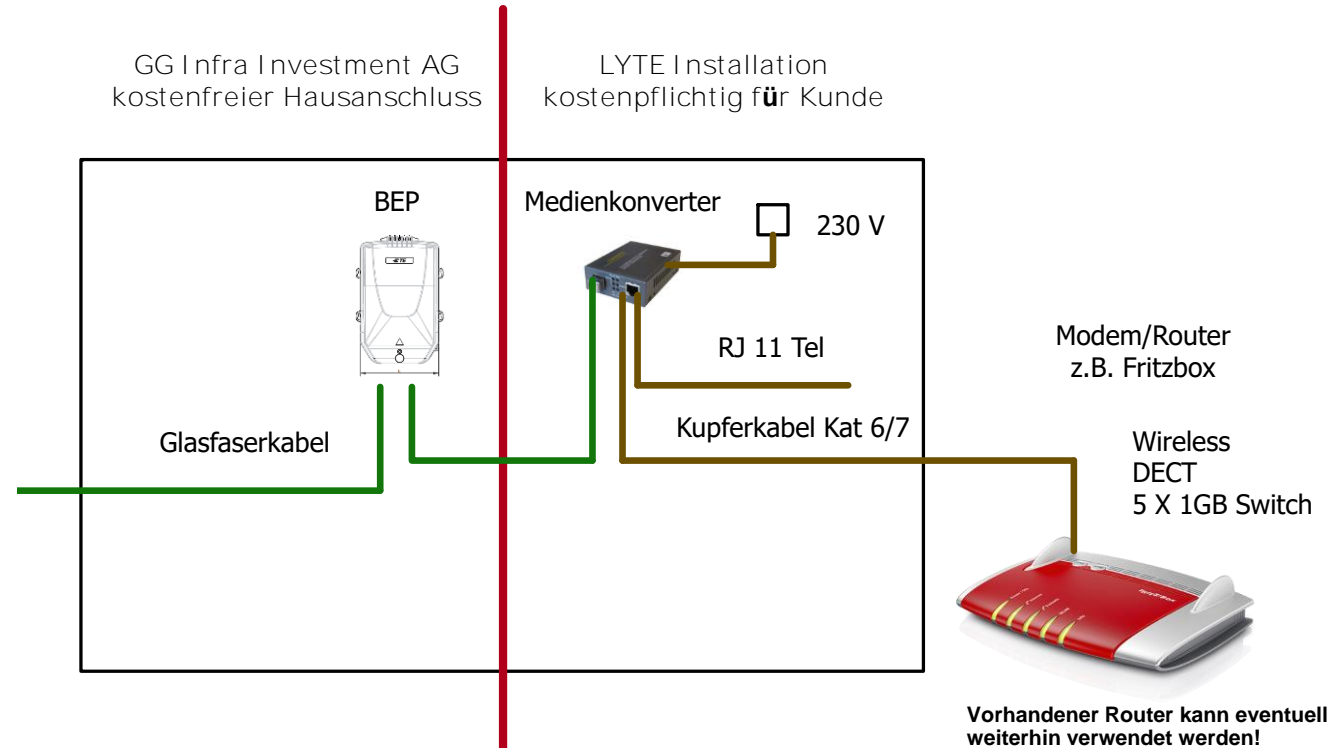 GG Infra Investment AG
kostenfreier Hausanschluss
LYTE Installation
kostenpflichtig für Kunde
BEP
Medienkonverter
230 V
RJ 11 Tel
Kupferkabel Kat 6/7
Glasfaserkabel
Modem/Router
z.B. Fritzbox
Wireless
DECT
5 X 1GB Switch
Vorhandener Router kann eventuell
weiterhin verwendet werden!